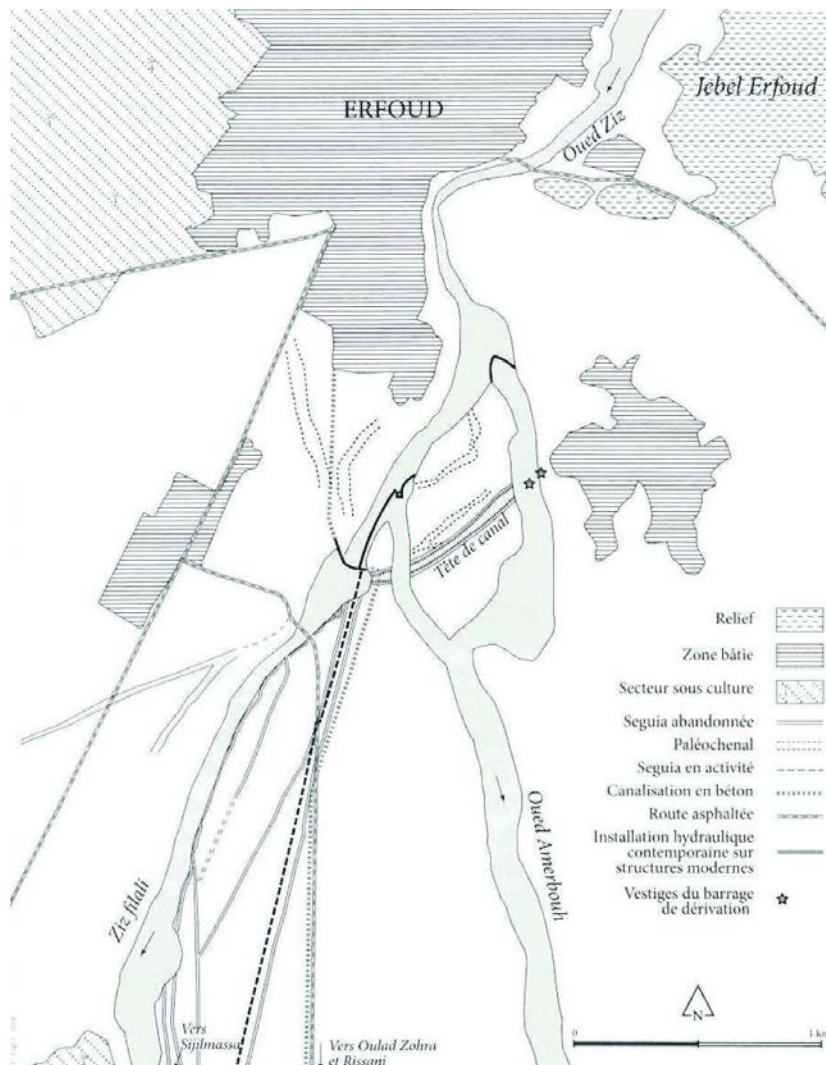 ERFOUD
Jebel Erfoud
Oued Ziz
Tête de canal
Relief
Zone bâtie
Secteur sous culture
Seguia abandonnée
Paléochenal
Seguia en activité
Canalisation en béton
Route asphaltée
Installation hydraulique
contemporaine sur
structures modernes
Vestiges du barrage
de dérivation
Oued Amerbouh
Ziz filali
N
0
1 km
Vers
Sijilmassa
Vers Oulad Zohra
et Rissani